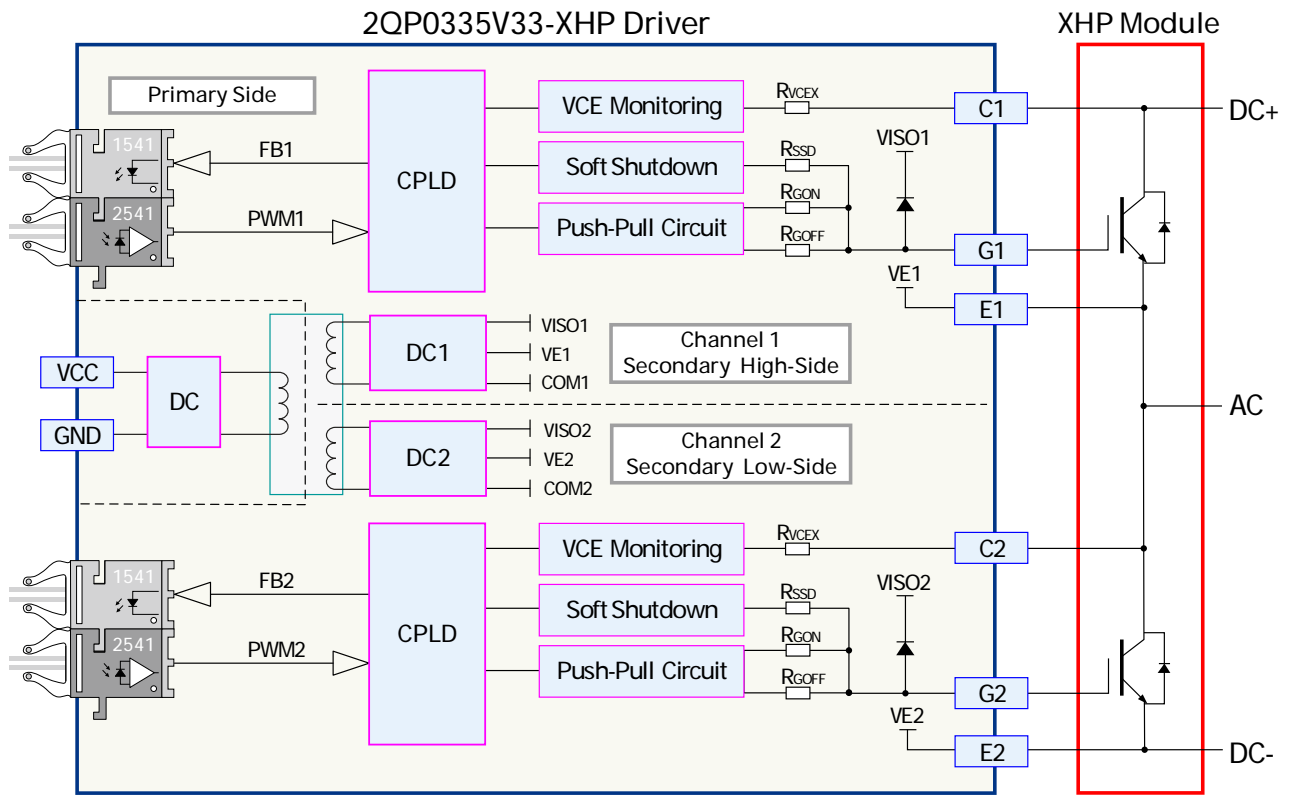 2QP0335V33-XHP Driver
XHP Module
Primary Side
1541
FB1
2541
PWM1
CPLD
VCE Monitoring
RVCEX
C1
DC+
Soft Shutdown
RSSD
VISO1
Push-Pull Circuit
RGON
RGOFF
G1
VE1
E1
VCC
GND
DC
DC1
VISO1
VE1
COM1
Channel 1
Secondary High-Side
AC
DC2
VISO2
VE2
COM2
Channel 2
Secondary Low-Side
1541
FB2
2541
PWM2
CPLD
VCE Monitoring
RVCEX
C2
Soft Shutdown
RSSD
VISO2
Push-Pull Circuit
RGON
RGOFF
G2
VE2
E2
DC-